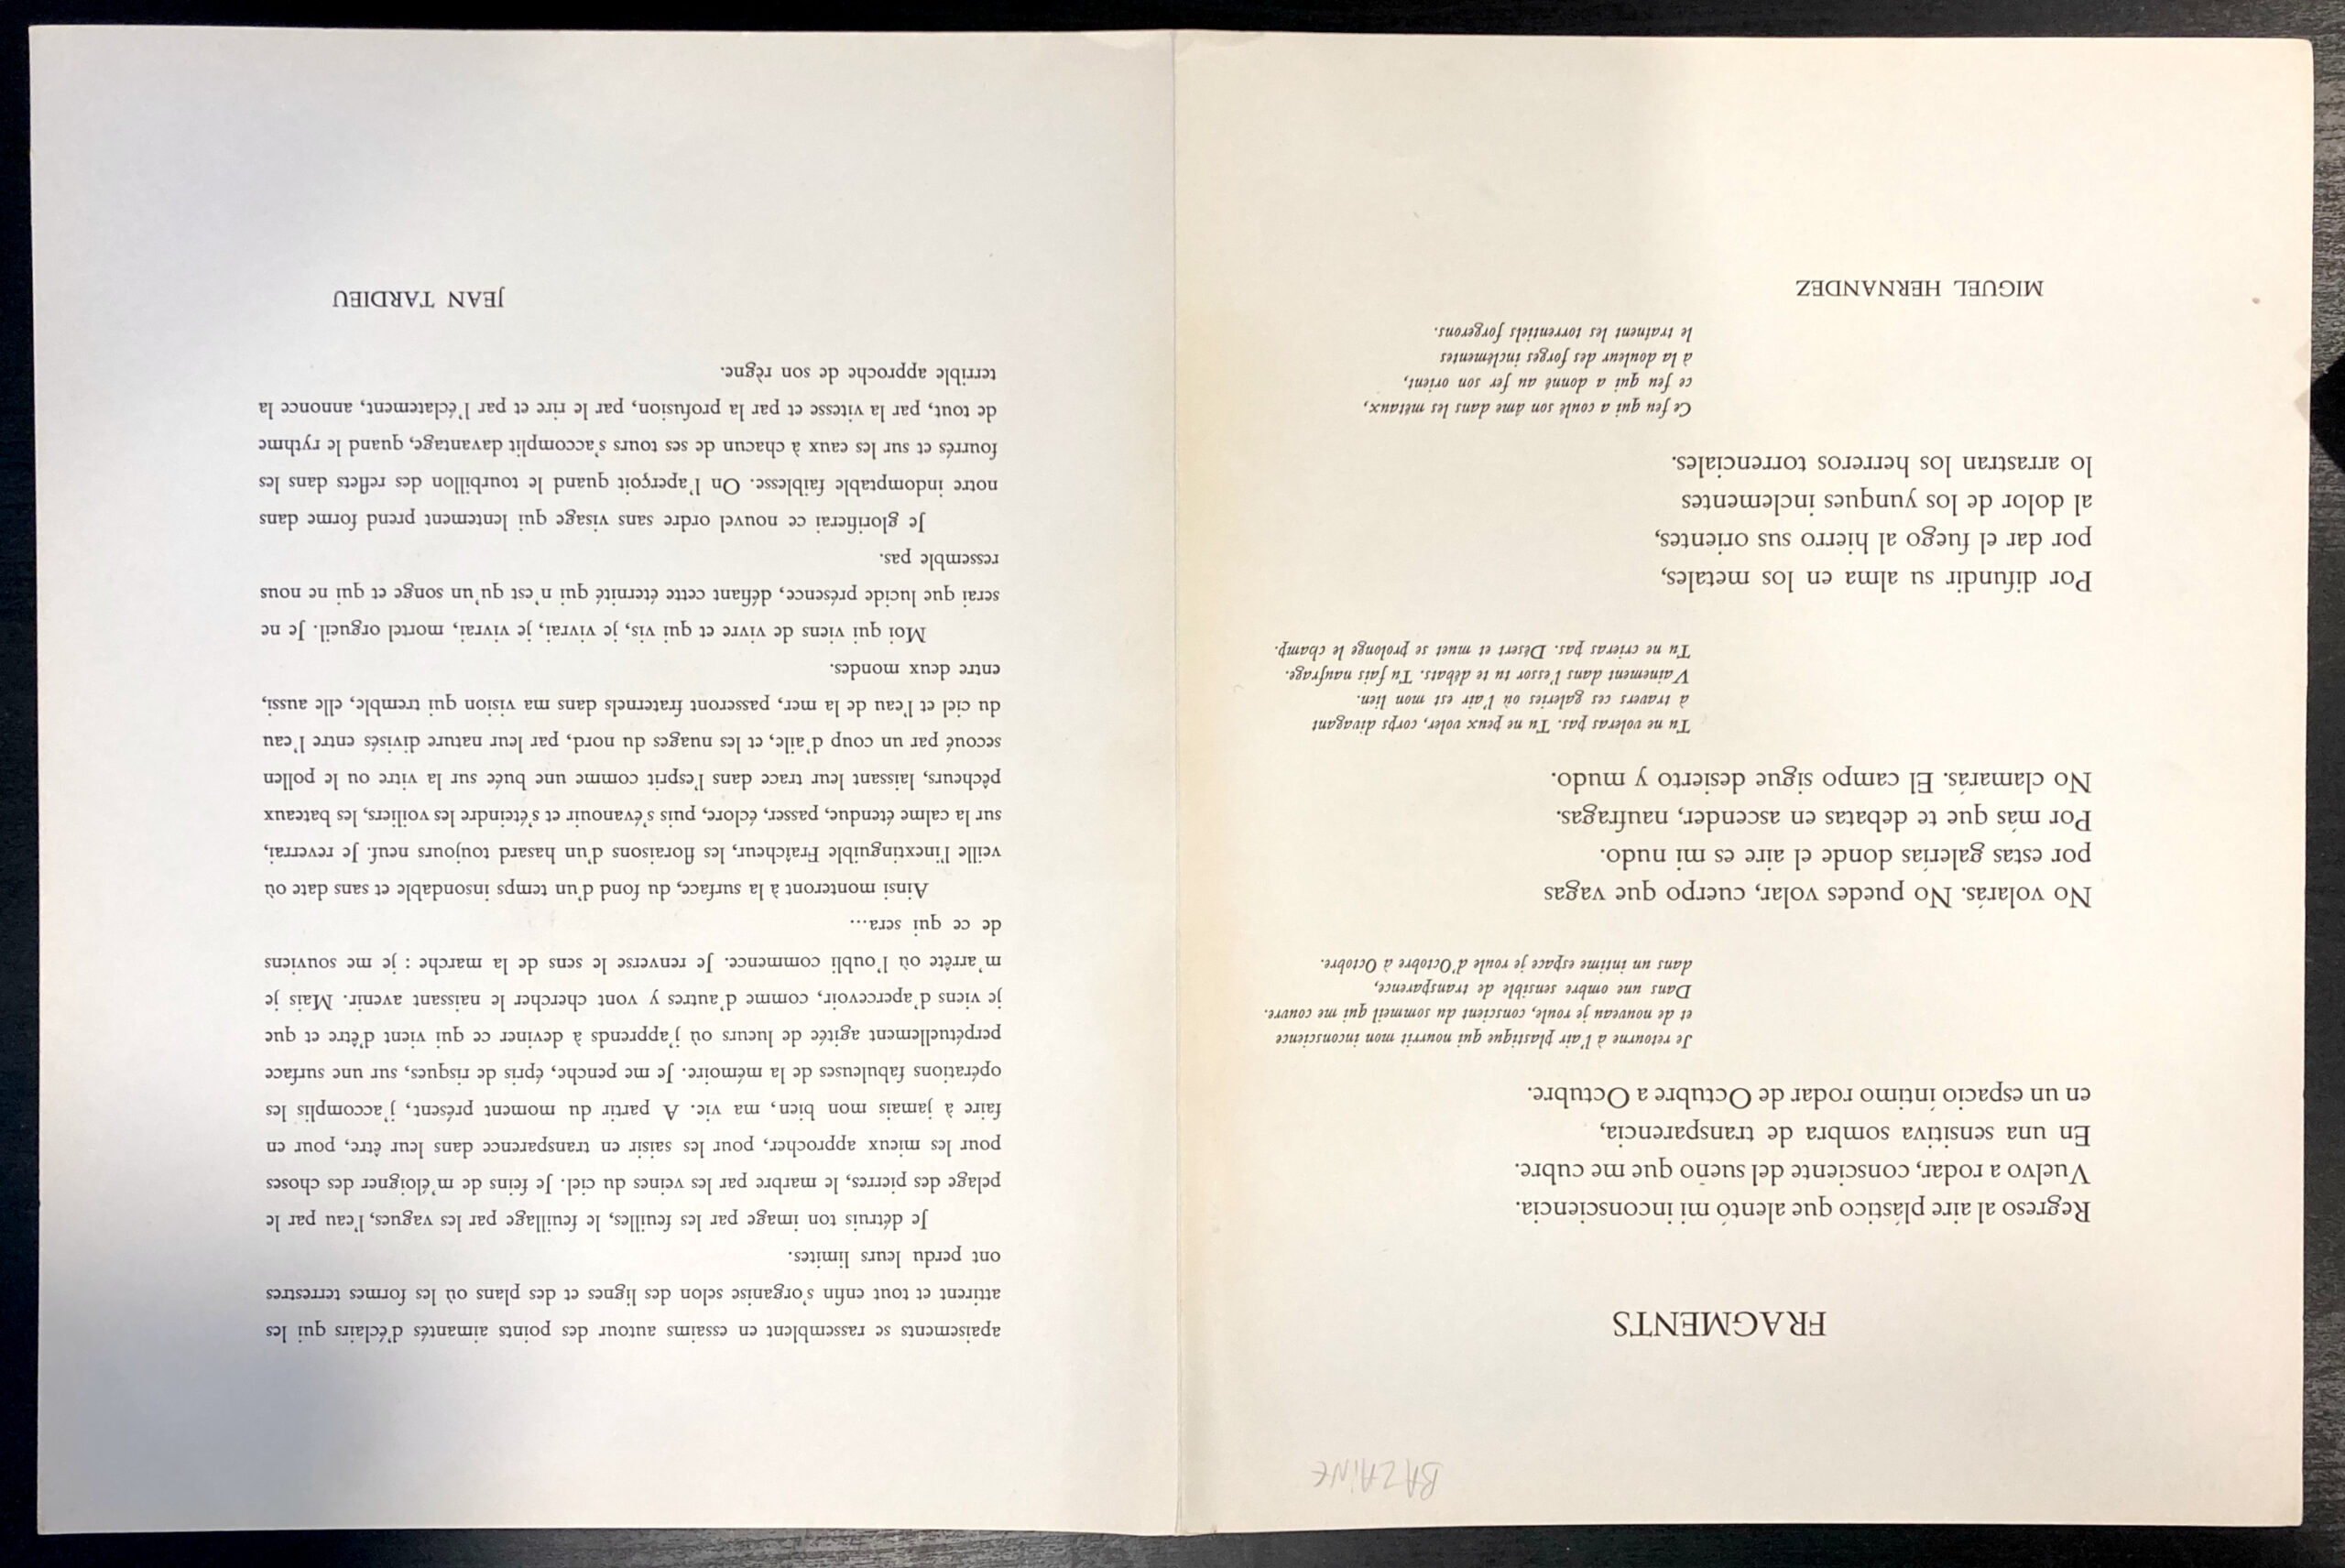 BAZAINE
FRAGMENTS
Regreso al aire plástico que alentó mi inconsciencia.
Vuelvo a rodar, consciente del sueño que me cubre.
En una sensitiva sombra de transparencia,
en un espacio íntimo rodar de Octubre a Octubre.
Je retourne à l'air plastique qui nourrit mon inconscience
et de nouveau je roule, conscient du sommeil qui me couvre.
Dans une ombre sensible de transparence,
dans un intime espace je roule d'Octobre à Octobre.
No volarás. No puedes volar, cuerpo que vagas
por estas galerías donde el aire es mi nudo.
Por más que te debatas en ascender, naufragas.
No clamarás. El campo sigue desierto y mudo.
Tu ne voleras pas. Tu ne peux voler, corps divagant
à travers ces galeries où l'air est mon lien.
Vainement dans l'essor tu te débats. Tu fais naufrage.
Tu ne crieras pas. Désert et muet se prolonge le champ.
Por difundir su alma en los metales,
por dar el fuego al hierro sus orientes,
al dolor de los yunques inclementes
lo arrastran los herreros torrenciales.
Ce feu qui a coulé son âme dans les métaux,
ce feu qui a donné au fer son orient,
à la douleur des forges inclémentes
le traînent les torrentiels forgerons.
MIGUEL HERNANDEZ
apaisements se rassemblent en essaims autour des points aimantés d'éclairs qui les
attirent et tout enfin s'organise selon des lignes et des plans où les formes terrestres
ont perdu leurs limites.
Je détruis ton image par les feuilles, le feuillage par les vagues, l'eau par le
pelage des pierres, le marbre par les veines du ciel. Je feins de m'éloigner des choses
pour les mieux approcher, pour les saisir en transparence dans leur être, pour en
faire à jamais mon bien, ma vie. A partir du moment présent, j'accomplis les
opérations fabuleuses de la mémoire. Je me penche, épris de risques, sur une surface
perpétuellement agitée de lueurs où j'apprends à deviner ce qui vient d'être et que
je viens d'apercevoir, comme d'autres y vont chercher le naissant avenir. Mais je
m'arrête où l'oubli commence. Je renverse le sens de la marche : je me souviens
de ce qui sera...
Ainsi monteront à la surface, du fond d'un temps insondable et sans date où
veille l'inextinguible Fraîcheur, les floraisons d'un hasard toujours neuf. Je reverrai,
sur la calme étendue, passer, éclore, puis s'évanouir et s'éteindre les voiliers, les bateaux
pêcheurs, laissant leur trace dans l'esprit comme une buée sur la vitre ou le pollen
secoué par un coup d'aile, et les nuages du nord, par leur nature divisés entre l'eau
du ciel et l'eau de la mer, passeront fraternels dans ma vision qui tremble, elle aussi,
entre deux mondes.
Moi qui viens de vivre et qui vis, je vivrai, je vivrai, mortel orgueil. Je ne
serai que lucide présence, défiant cette éternité qui n'est qu'un songe et qui ne nous
ressemble pas.
Je glorifierai ce nouvel ordre sans visage qui lentement prend forme dans
notre indomptable faiblesse. On l'aperçoit quand le tourbillon des reflets dans les
fourrés et sur les eaux à chacun de ses tours s'accomplit davantage, quand le rythme
de tout, par la vitesse et par la profusion, par le rire et par l'éclatement, annonce la
terrible approche de son règne.
JEAN TARDIEU